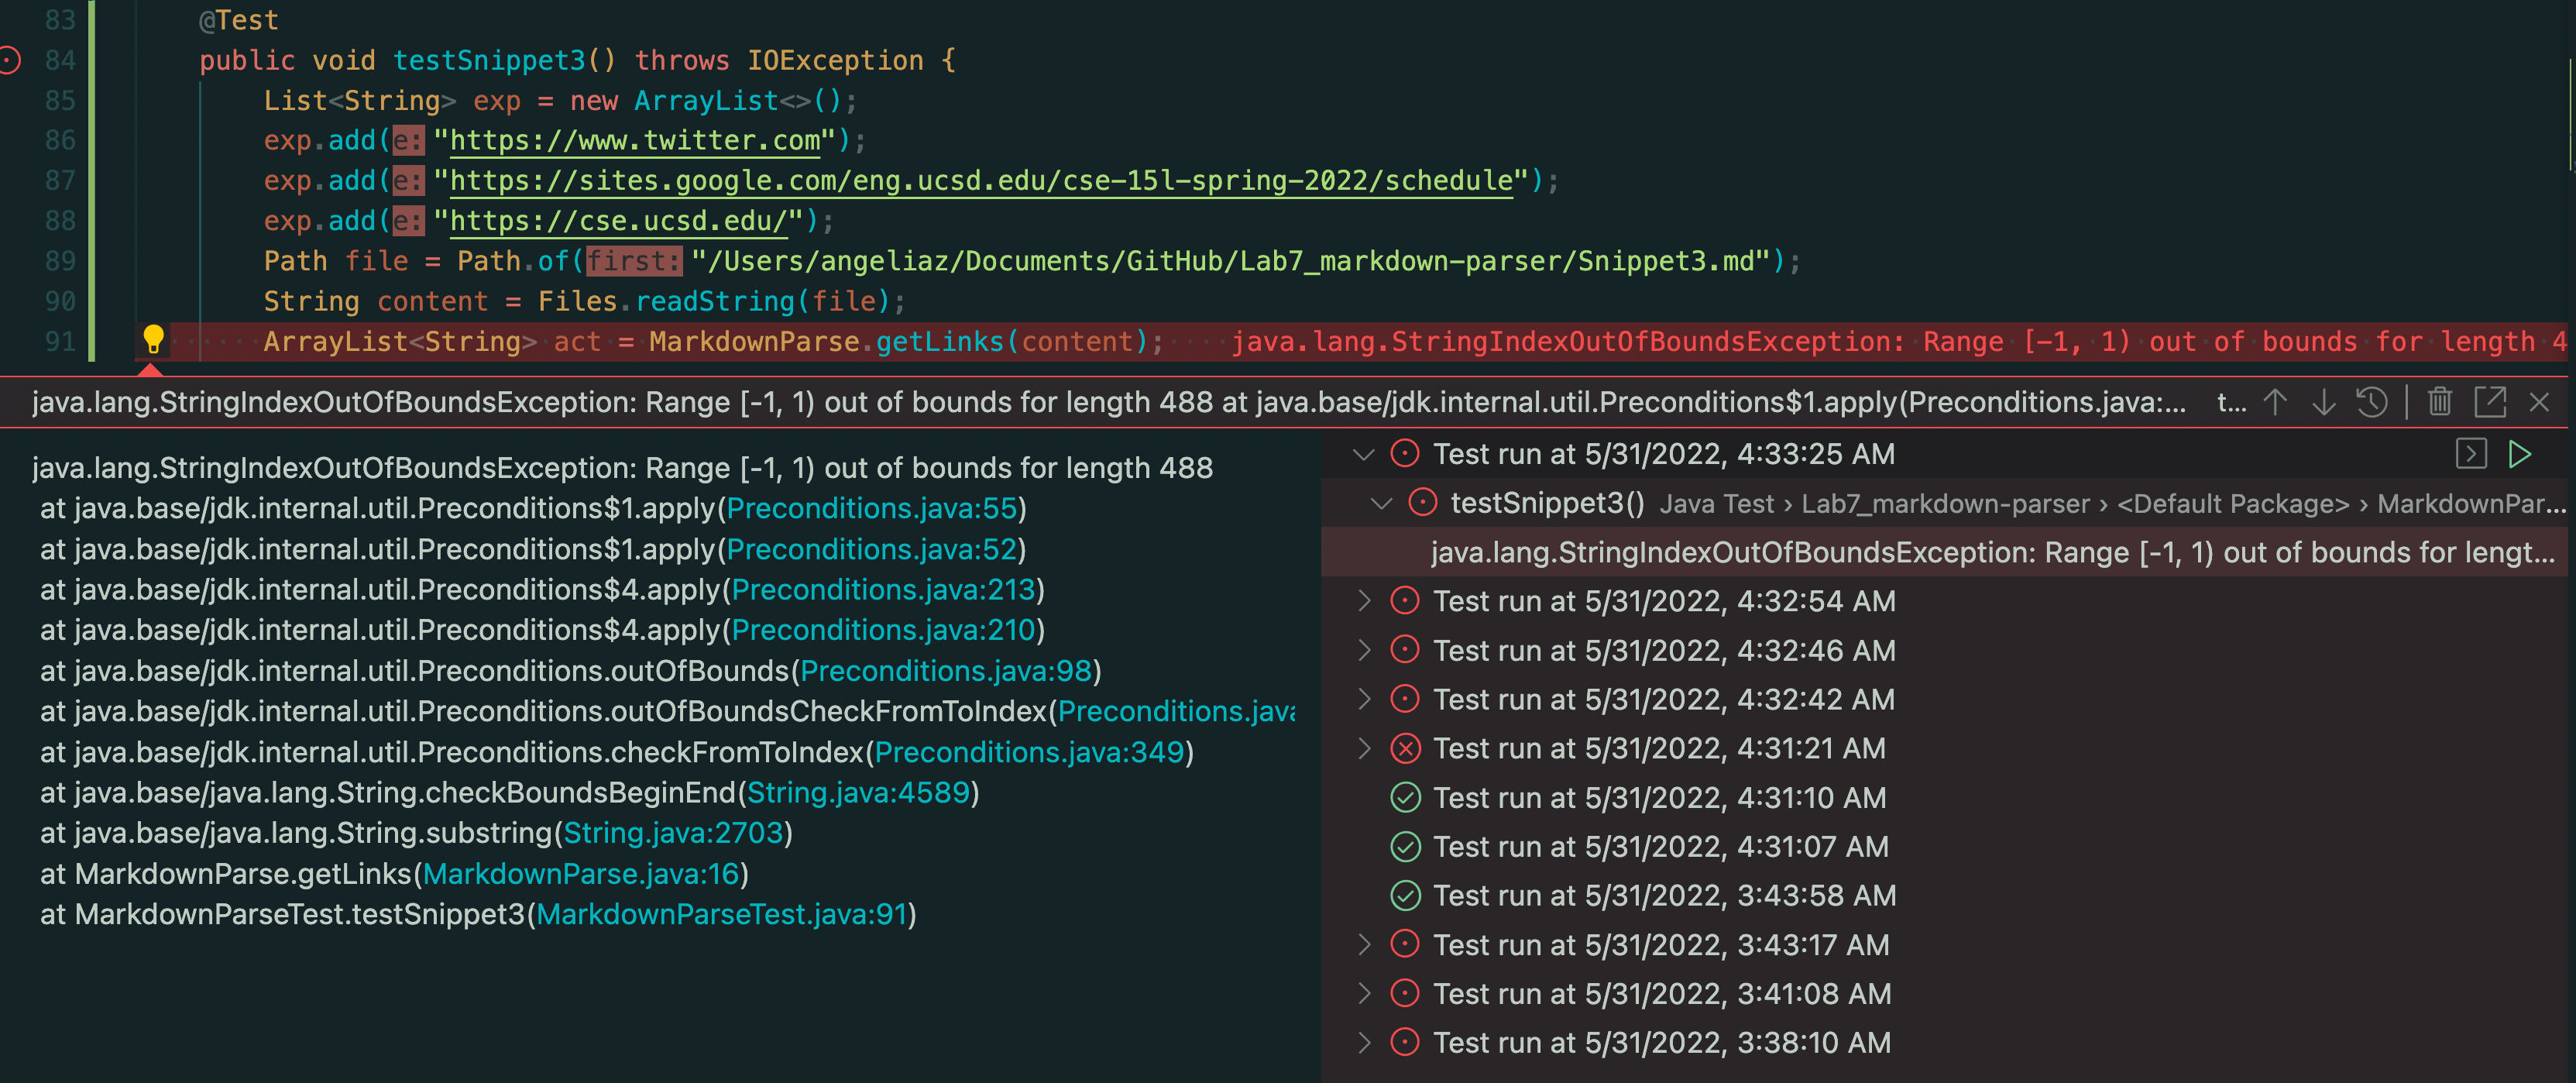 83 @Test
84 public void testSnippet3() throws IOException {
85 List<String> exp = new ArrayList<>();
86 exp.add(e: "https://www.twitter.com");
87 exp.add(e: "https://sites.google.com/eng.ucsd.edu/cse-15l-spring-2022/schedule");
88 exp.add(e: "https://cse.ucsd.edu/");
89 Path file = Path.of(first: "/Users/angeliaz/Documents/GitHub/Lab7_markdown-parser/Snippet3.md");
90 String content = Files.readString(file);
91 ArrayList<String> act = MarkdownParse.getLinks(content); java.lang.StringIndexOutOfBoundsException: Range [-1, 1) out of bounds for length 4
java.lang.StringIndexOutOfBoundsException: Range [-1, 1) out of bounds for length 488 at java.base/jdk.internal.util.Preconditions$1.apply(Preconditions.java:... t...
java.lang.StringIndexOutOfBoundsException: Range [-1, 1) out of bounds for length 488
at java.base/jdk.internal.util.Preconditions$1.apply(Preconditions.java:55)
at java.base/jdk.internal.util.Preconditions$1.apply(Preconditions.java:52)
at java.base/jdk.internal.util.Preconditions$4.apply(Preconditions.java:213)
at java.base/jdk.internal.util.Preconditions$4.apply(Preconditions.java:210)
at java.base/jdk.internal.util.Preconditions.outOfBounds(Preconditions.java:98)
at java.base/jdk.internal.util.Preconditions.outOfBoundsCheckFromToIndex(Preconditions.java
at java.base/jdk.internal.util.Preconditions.checkFromToIndex(Preconditions.java:349)
at java.base/java.lang.String.checkBoundsBeginEnd(String.java:4589)
at java.base/java.lang.String.substring(String.java:2703)
at MarkdownParse.getLinks(MarkdownParse.java:16)
at MarkdownParseTest.testSnippet3(MarkdownParseTest.java:91)
Test run at 5/31/2022, 4:33:25 AM
testSnippet3() Java Test › Lab7_markdown-parser › <Default Package> › MarkdownPar...
java.lang.StringIndexOutOfBoundsException: Range [-1, 1) out of bounds for lengt...
Test run at 5/31/2022, 4:32:54 AM
Test run at 5/31/2022, 4:32:46 AM
Test run at 5/31/2022, 4:32:42 AM
Test run at 5/31/2022, 4:31:21 AM
Test run at 5/31/2022, 4:31:10 AM
Test run at 5/31/2022, 4:31:07 AM
Test run at 5/31/2022, 3:43:58 AM
Test run at 5/31/2022, 3:43:17 AM
Test run at 5/31/2022, 3:41:08 AM
Test run at 5/31/2022, 3:38:10 AM